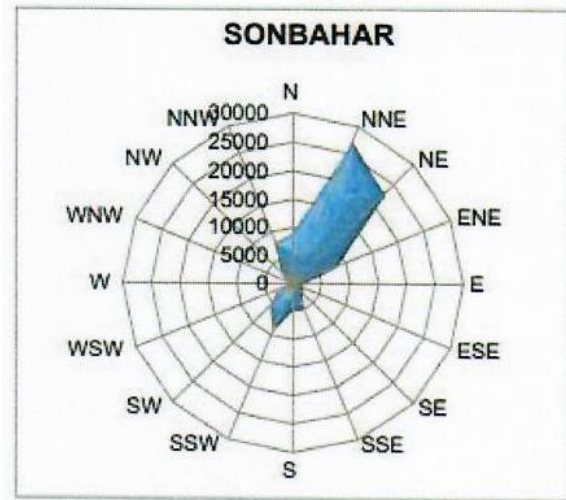 SONBAHAR
N
NNE
NE
ENE
E
ESE
SE
SSE
S
SSW
SW
WSW
W
WNW
NW
NNW
30000
25000
20000
15000
10000
5000
0